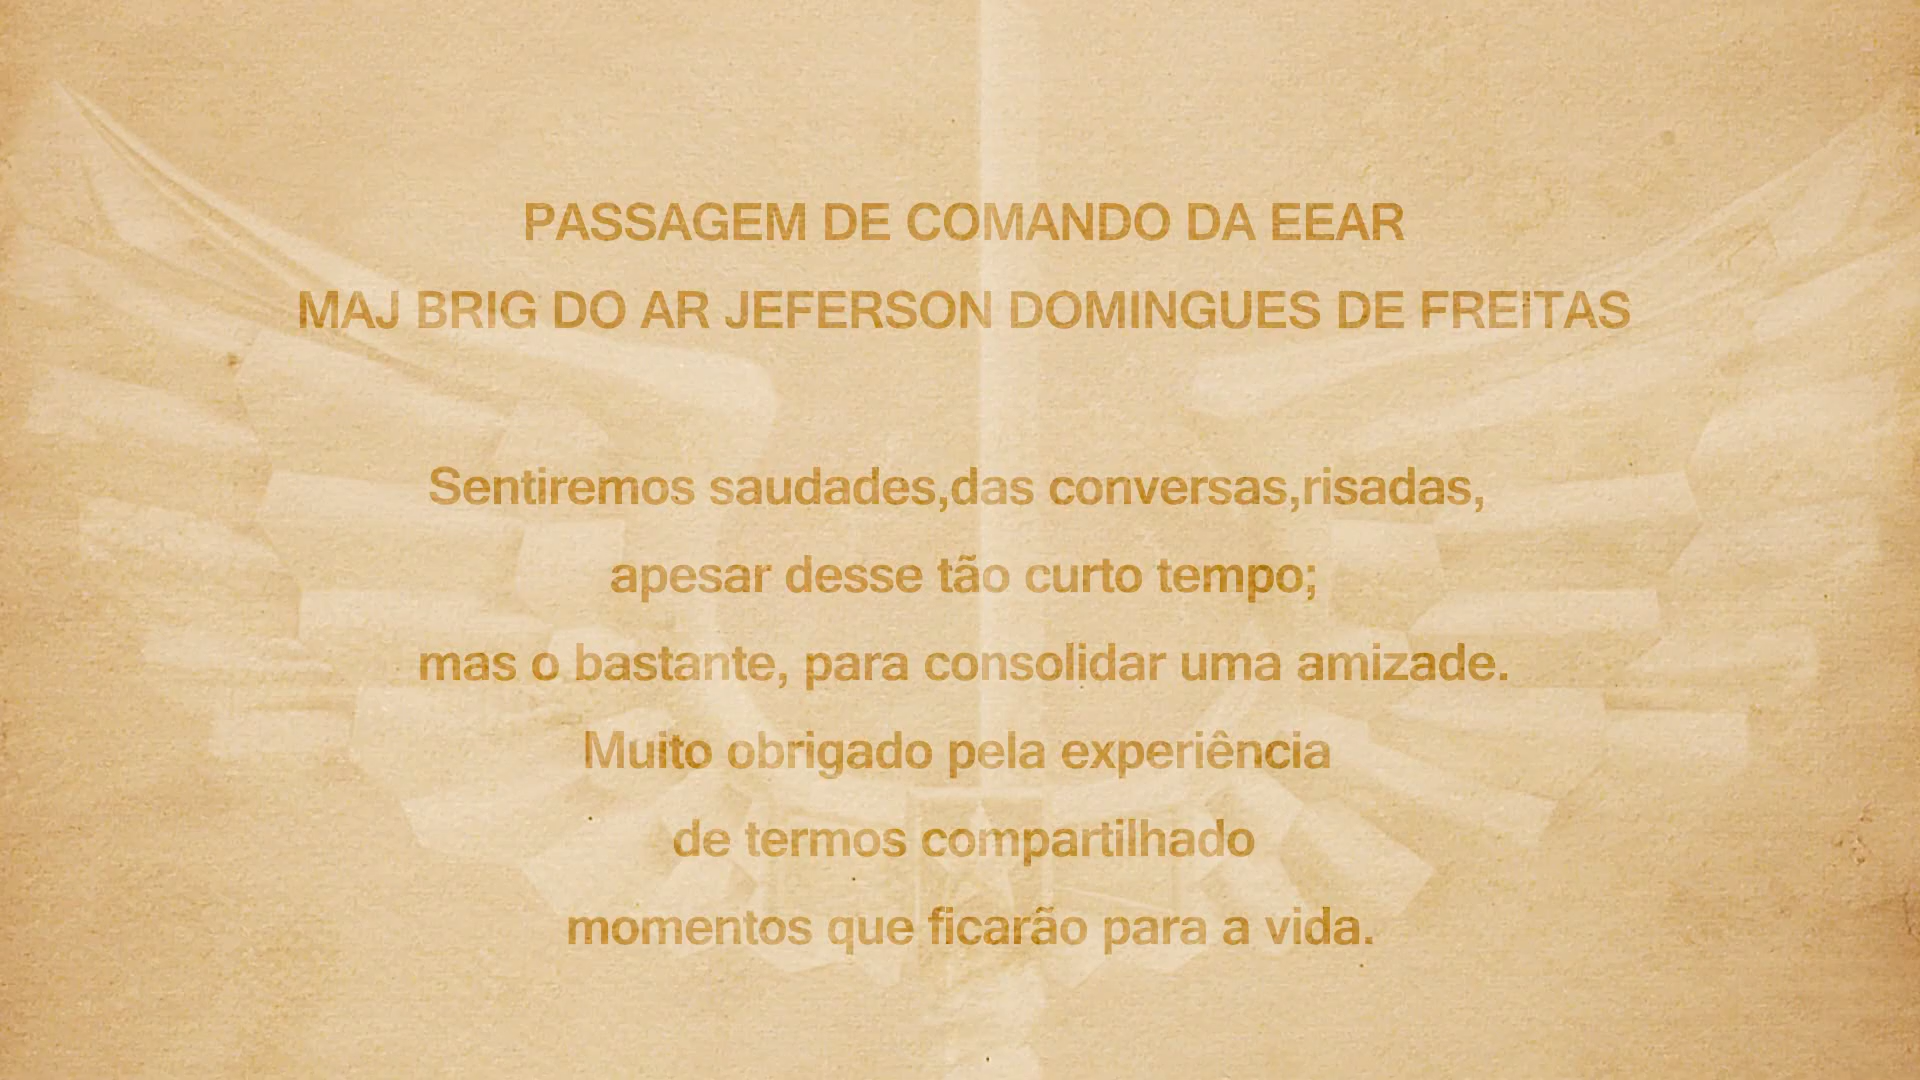 PASSAGEM DE COMANDO DA EEAR
MAJ BRIG DO AR JEFERSON DOMINGUES DE FREITAS
Sentiremos saudades,das conversas,risadas,
apesar desse tão curto tempo;
mas o bastante, para consolidar uma amizade.
Muito obrigado pela experiência
de termos compartilhado
momentos que ficarão para a vida.